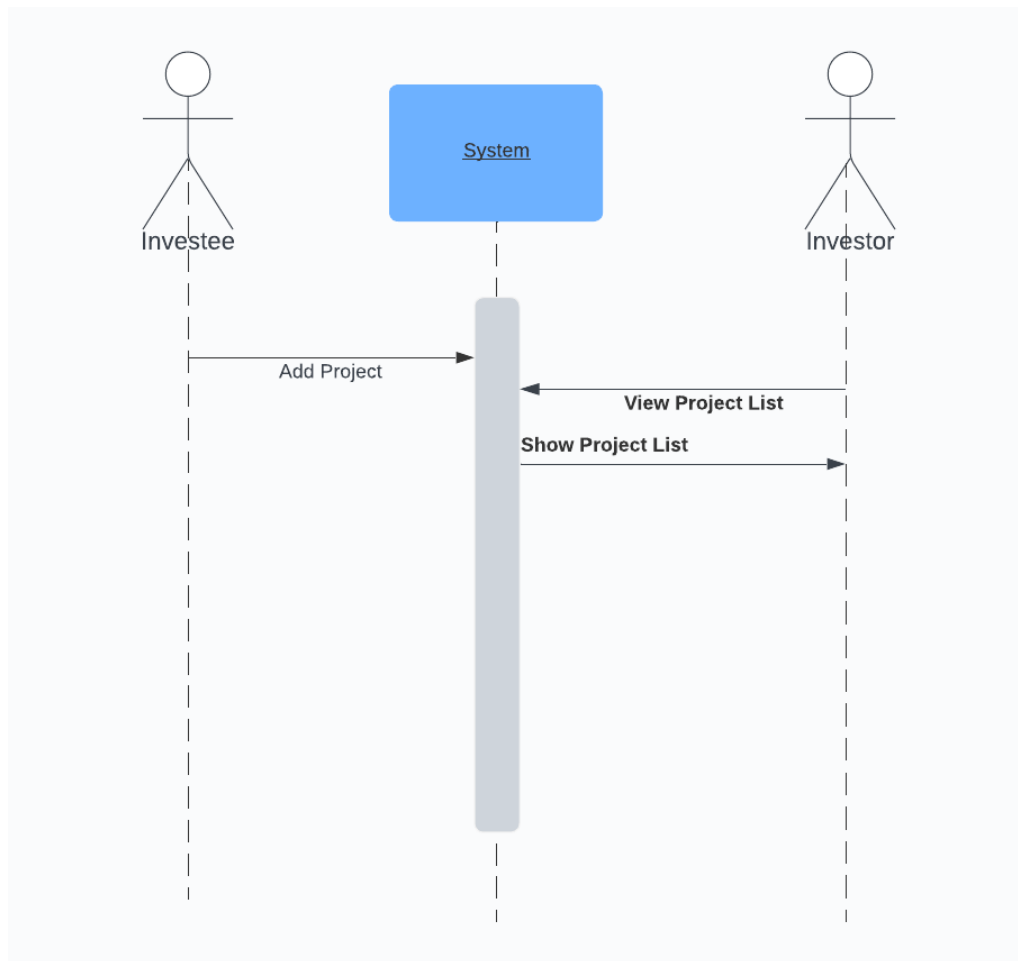 System
Investee
Investor
Add Project
View Project List
Show Project List